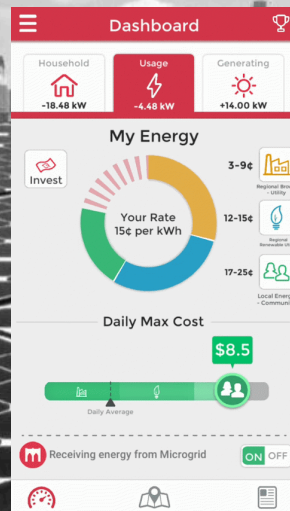 Dashboard
Household
Usage
Generating
-18.48 kW
-4.48 kW
+14.00 kW
My Energy
Invest
3-9¢
Regional Bro
- Utility
Your Rate
15¢ per kWh
12-15¢
Regional
Renewable Uti
17-25¢
Local Energ
- Communi
Daily Max Cost
$8.5
Daily Average
Receiving energy from Microgrid
ON OFF